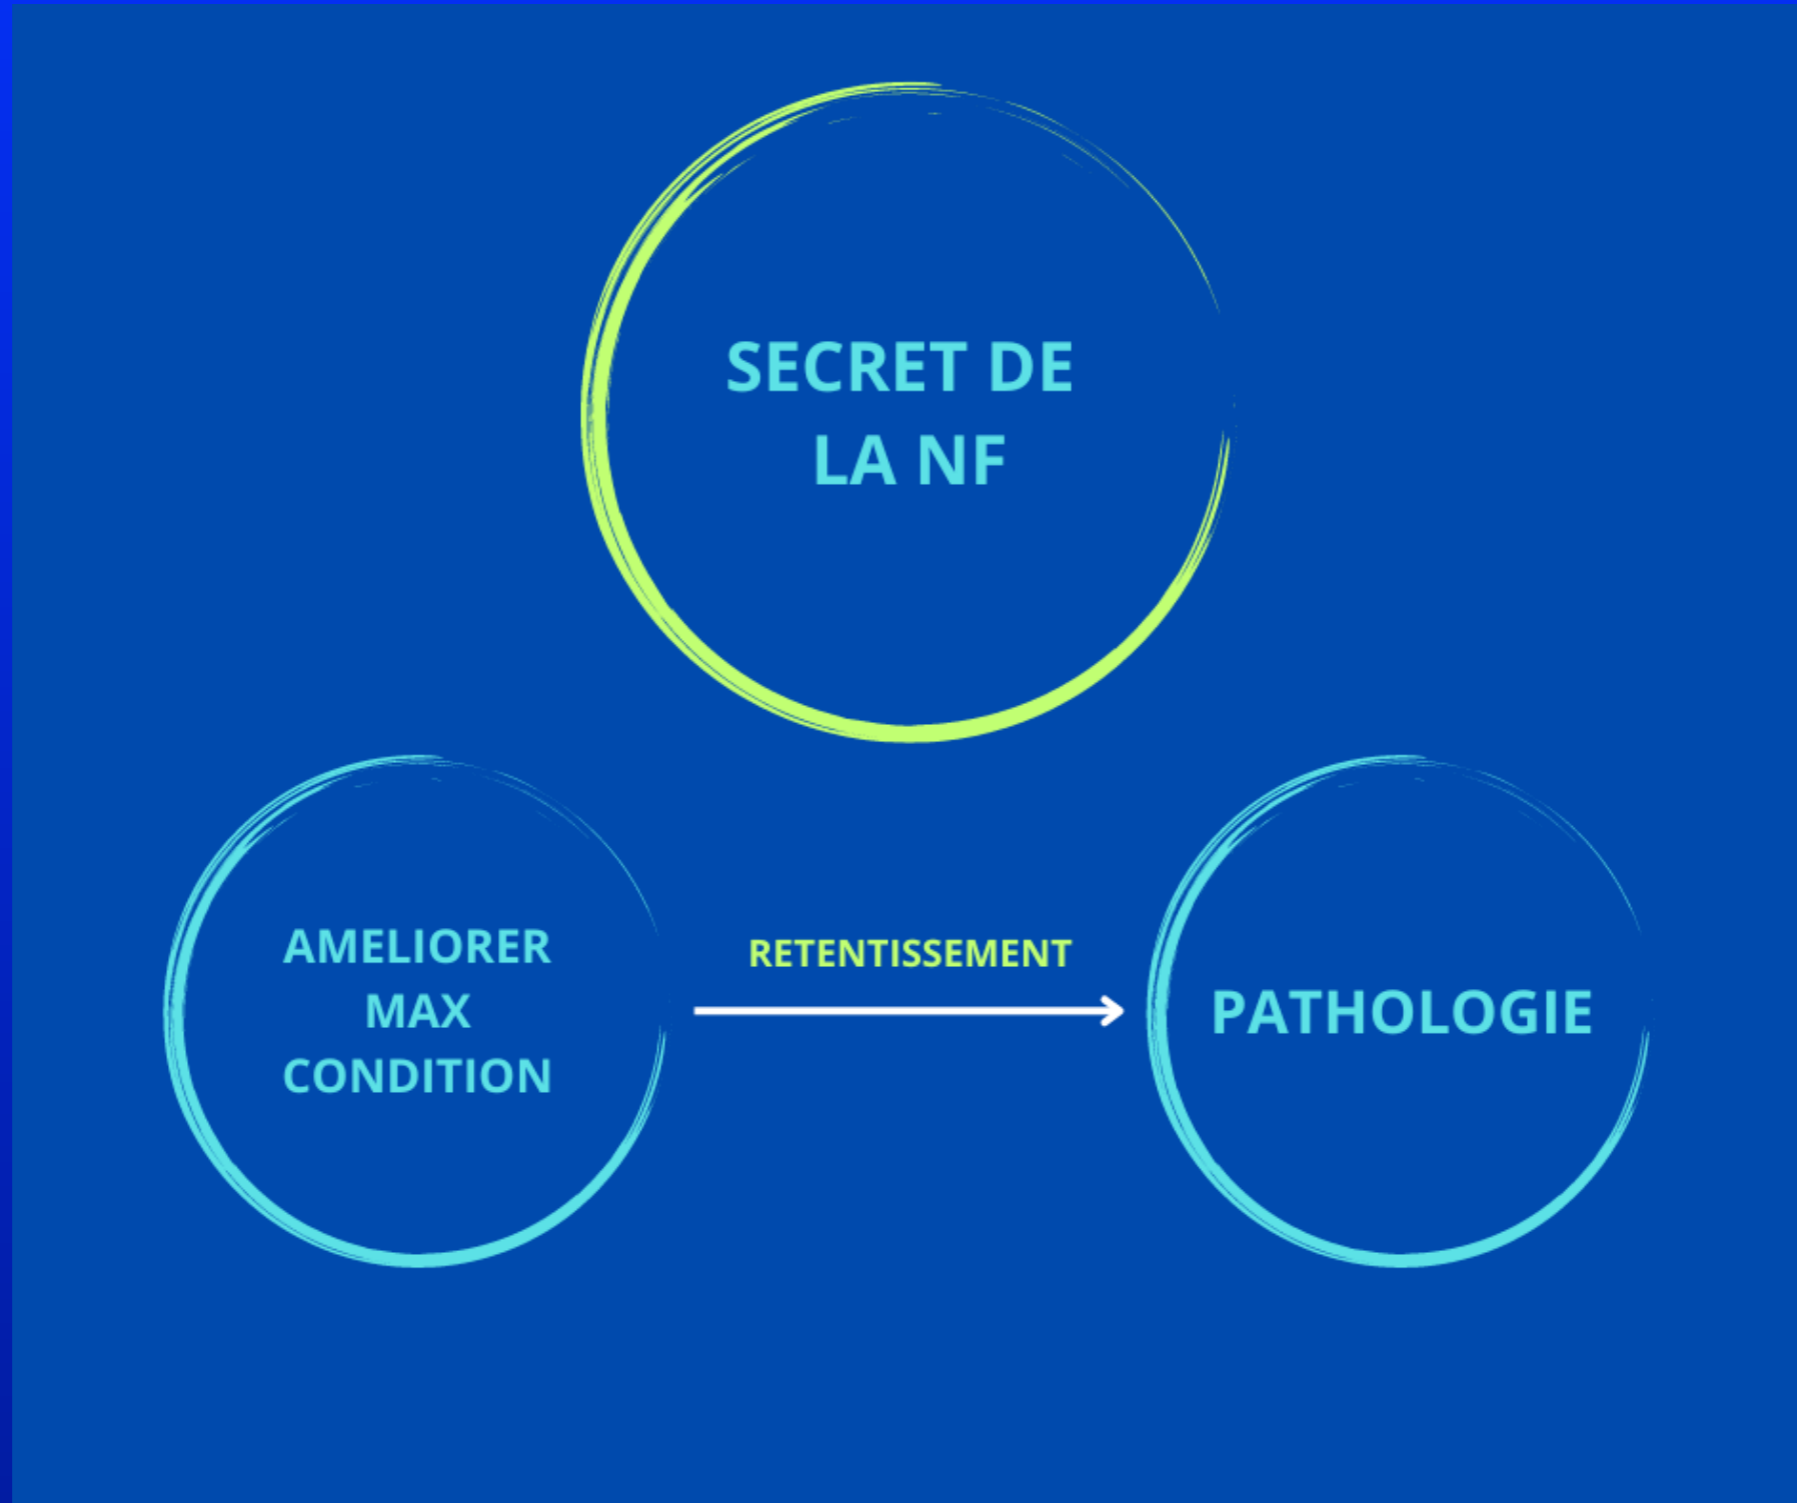 SECRET DE
LA NF
AMELIORER
MAX
CONDITION
RETENTISSEMENT
PATHOLOGIE